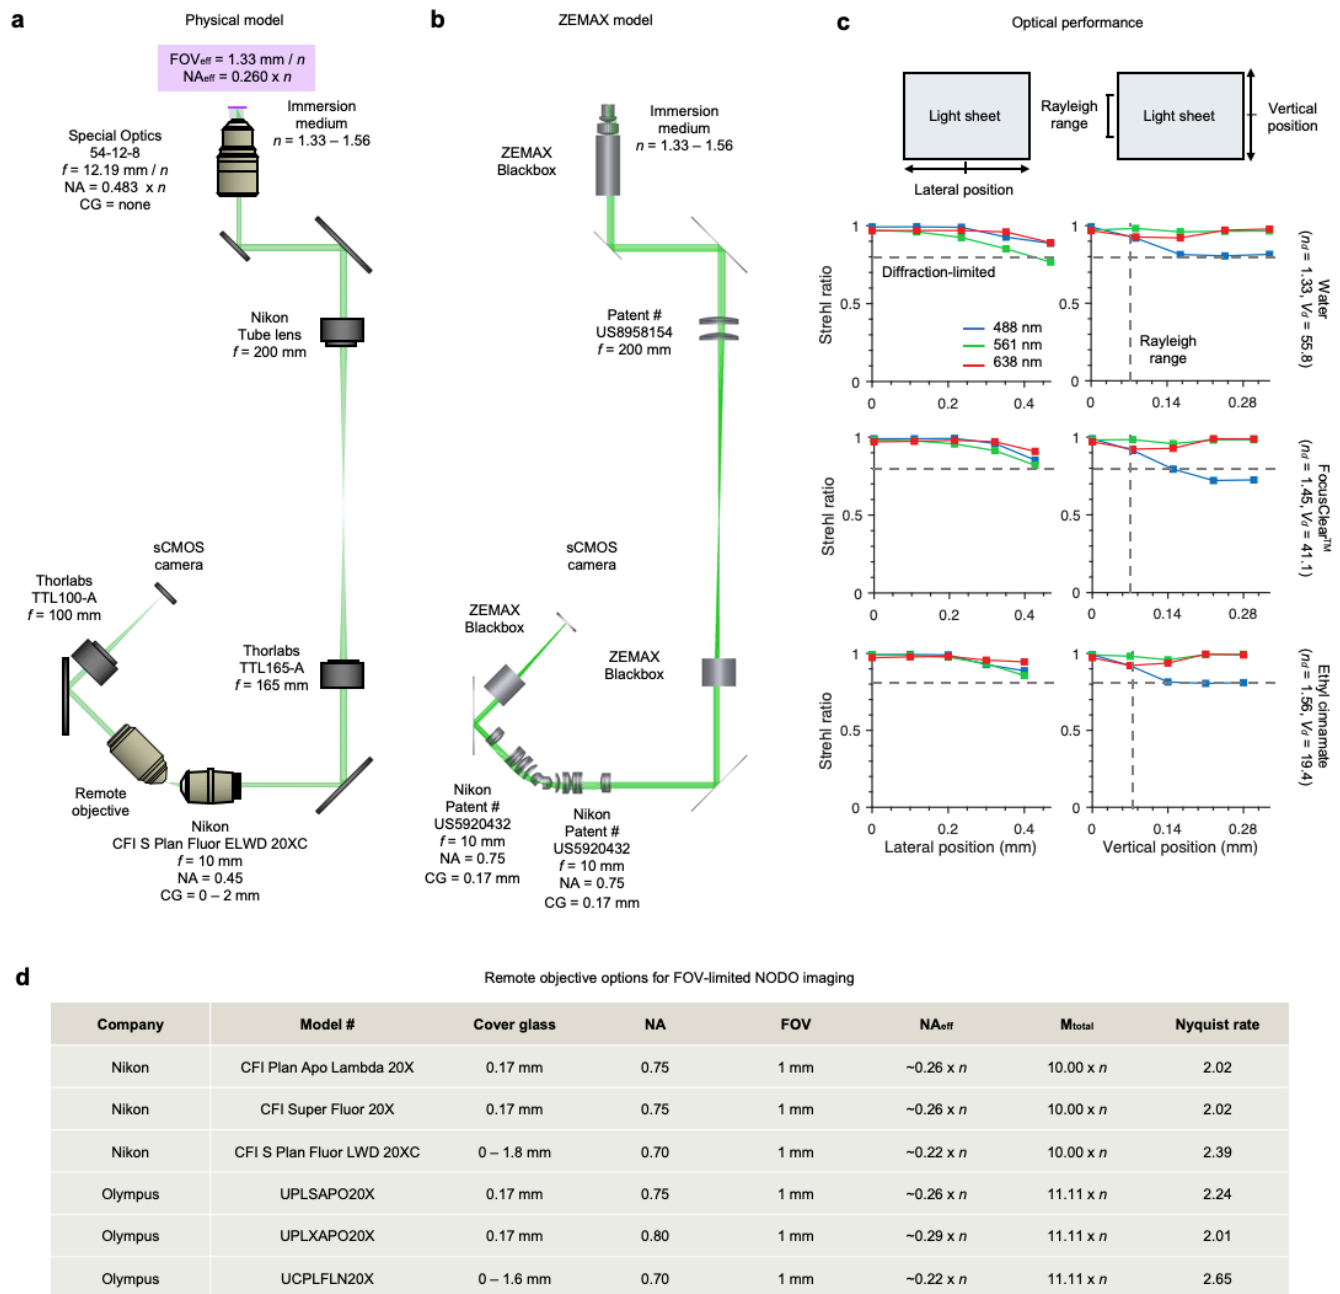 a
Physical model
FOVeff = 1.33 mm / n
NAeff = 0.260 x n
Special Optics
54-12-8
f = 12.19 mm / n
NA = 0.483 x n
CG = none
Immersion
medium
n = 1.33 – 1.56
Nikon
Tube lens
f = 200 mm
sCMOS
camera
Thorlabs
TTL100-A
f = 100 mm
Thorlabs
TTL165-A
f = 165 mm
Remote
objective
Nikon
CFI S Plan Fluor ELWD 20XC
f = 10 mm
NA = 0.45
CG = 0 – 2 mm
b
ZEMAX model
ZEMAX
Blackbox
Immersion
medium
n = 1.33 – 1.56
Patent #
US8958154
f = 200 mm
sCMOS
camera
ZEMAX
Blackbox
ZEMAX
Blackbox
Nikon
Patent #
US5920432
f = 10 mm
NA = 0.75
CG = 0.17 mm
Nikon
Patent #
US5920432
f = 10 mm
NA = 0.75
CG = 0.17 mm
c
Optical performance
Light sheet
Lateral position
Rayleigh
range
Light sheet
Vertical
position
Strehl ratio
1
0.5
0
Diffraction-limited
488 nm
561 nm
638 nm
0 0.2 0.4
1
0.5
0
Rayleigh
range
0 0.14 0.28
Water
(nd = 1.33, Vd = 55.8)
Strehl ratio
1
0.5
0
0 0.2 0.4
1
0.5
0
0 0.14 0.28
FocusClear™
(nd = 1.45, Vd = 41.1)
Strehl ratio
1
0.5
0
0 0.2 0.4
Lateral position (mm)
1
0.5
0
0 0.14 0.28
Vertical position (mm)
Ethyl cinnamate
(nd = 1.56, Vd = 19.4)
d
Remote objective options for FOV-limited NODO imaging
Company Model # Cover glass NA FOV NAeff Mtotal Nyquist rate
Nikon CFI Plan Apo Lambda 20X 0.17 mm 0.75 1 mm ~0.26 x n 10.00 x n 2.02
Nikon CFI Super Fluor 20X 0.17 mm 0.75 1 mm ~0.26 x n 10.00 x n 2.02
Nikon CFI S Plan Fluor LWD 20XC 0 – 1.8 mm 0.70 1 mm ~0.22 x n 10.00 x n 2.39
Olympus UPLSAPO20X 0.17 mm 0.75 1 mm ~0.26 x n 11.11 x n 2.24
Olympus UPLXAPO20X 0.17 mm 0.80 1 mm ~0.29 x n 11.11 x n 2.01
Olympus UCPLFLN20X 0 – 1.6 mm 0.70 1 mm ~0.22 x n 11.11 x n 2.65